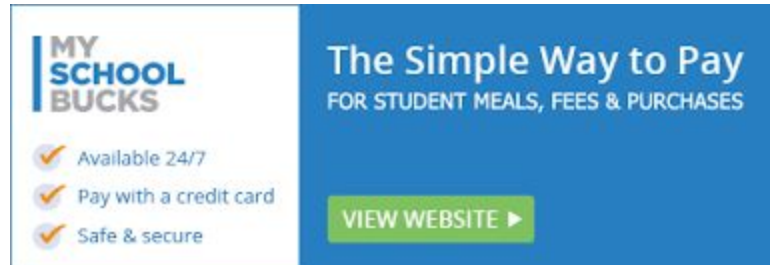 MY
SCHOOL
BUCKS
Available 24/7
Pay with a credit card
Safe & secure
The Simple Way to Pay
FOR STUDENT MEALS, FEES & PURCHASES
VIEW WEBSITE